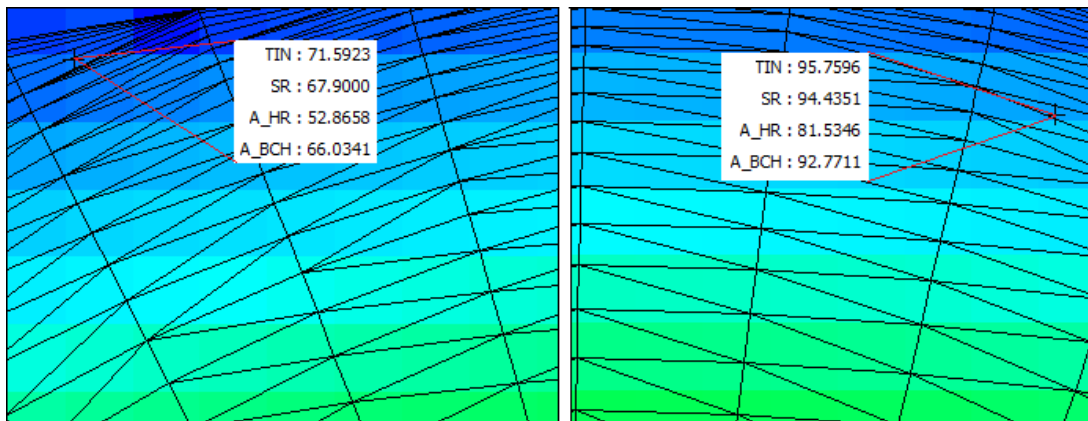 TIN : 71.5923
SR : 67.9000
A_HR : 52.8658
A_BCH : 66.0341
TIN : 95.7596
SR : 94.4351
A_HR : 81.5346
A_BCH : 92.7711